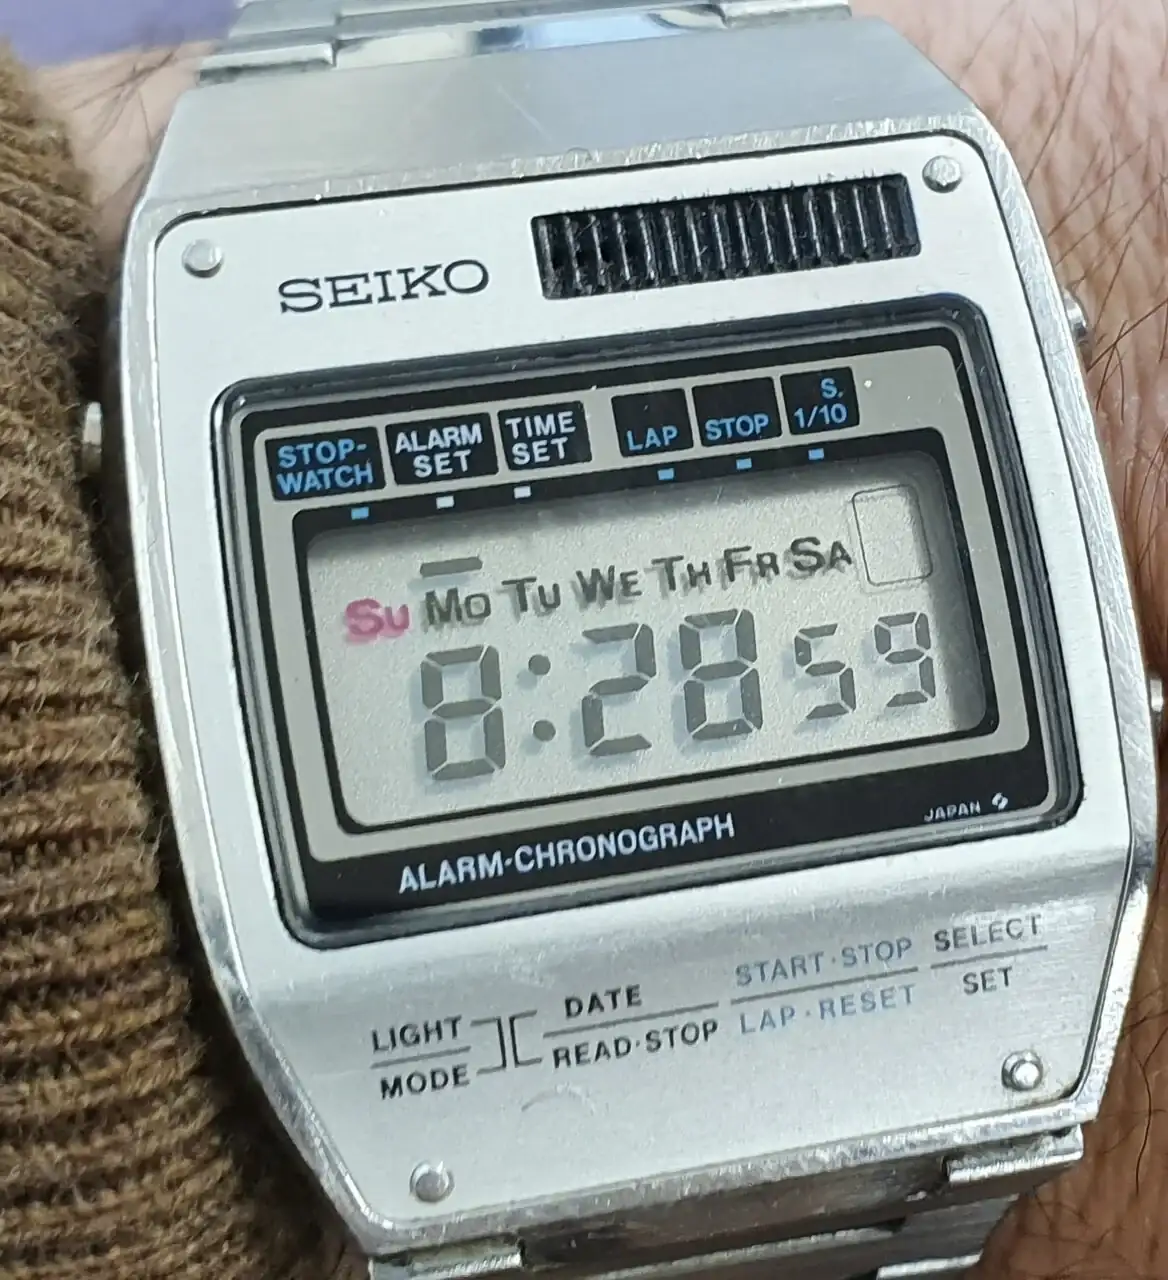 SEIKO
STOP-WATCH ALARM SET TIME SET LAP STOP S. 1/10
Su Mo Tu We Th Fr Sa
8:28 59
ALARM-CHRONOGRAPH
JAPAN
LIGHT DATE START·STOP SELECT
MODE READ·STOP LAP·RESET SET